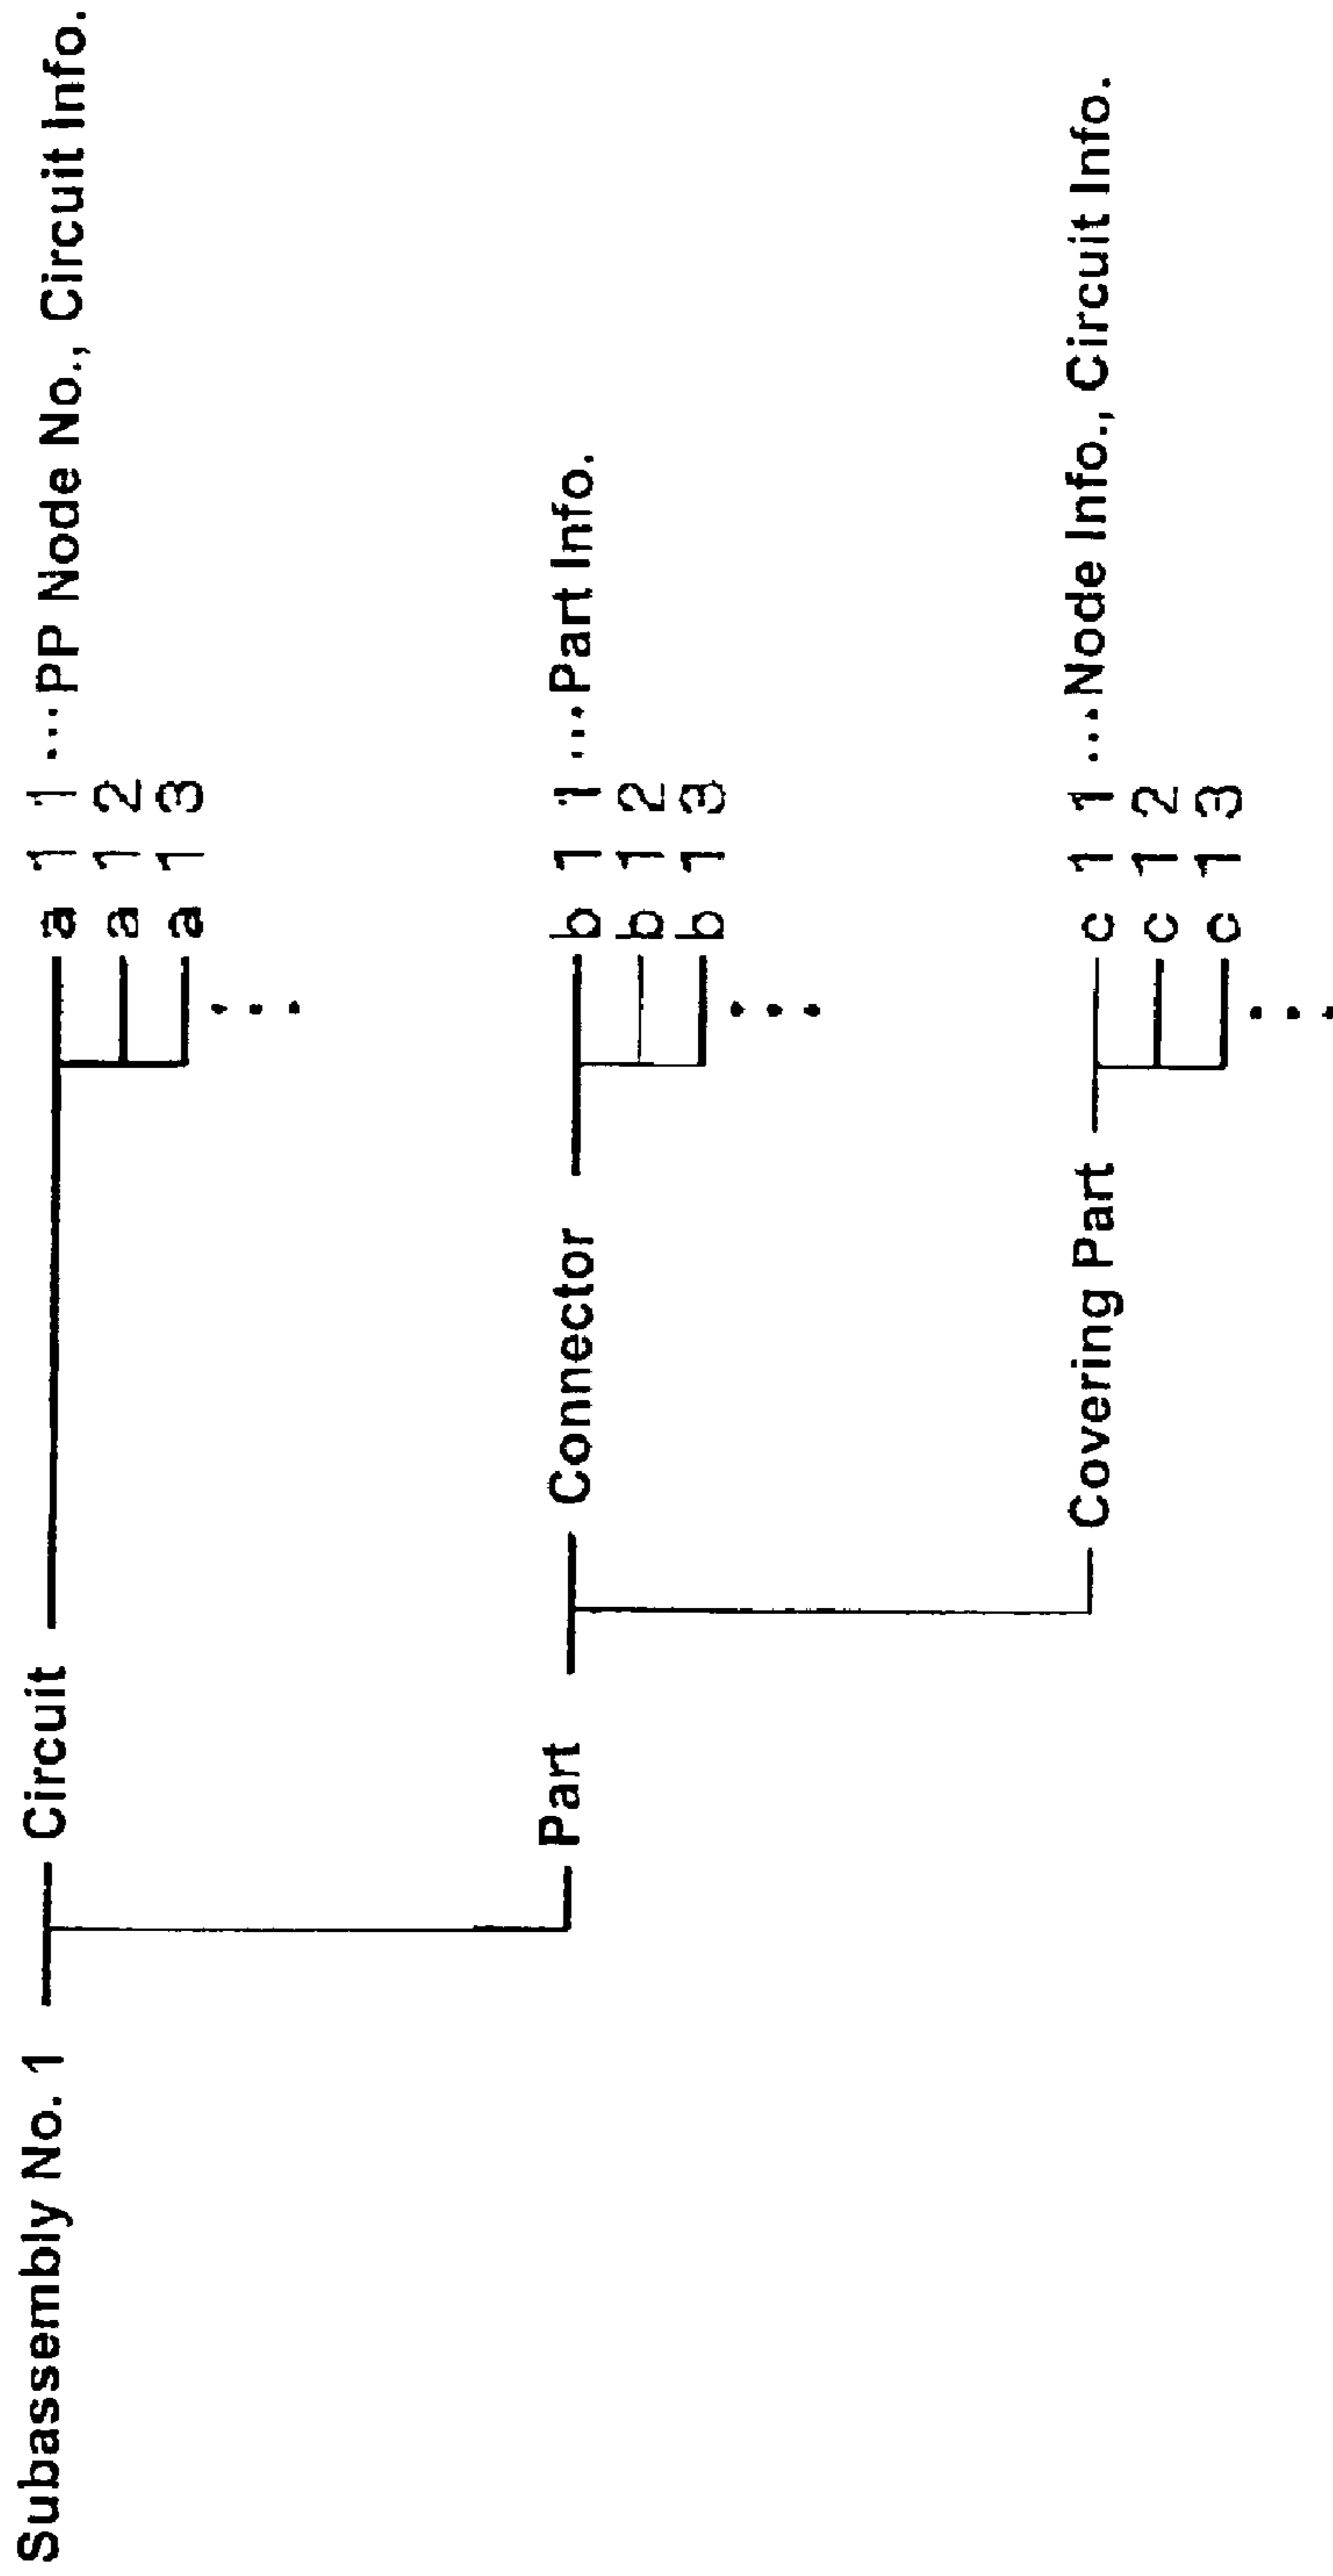 Subassembly No. 1 Circuit a 1 1 ...PP Node No., Circuit Info.
a 1 2
a 1 3
...
Part Connector b 1 1 ...Part Info.
b 1 2
b 1 3
...
Covering Part c 1 1 ...Node Info., Circuit Info.
c 1 2
c 1 3
...